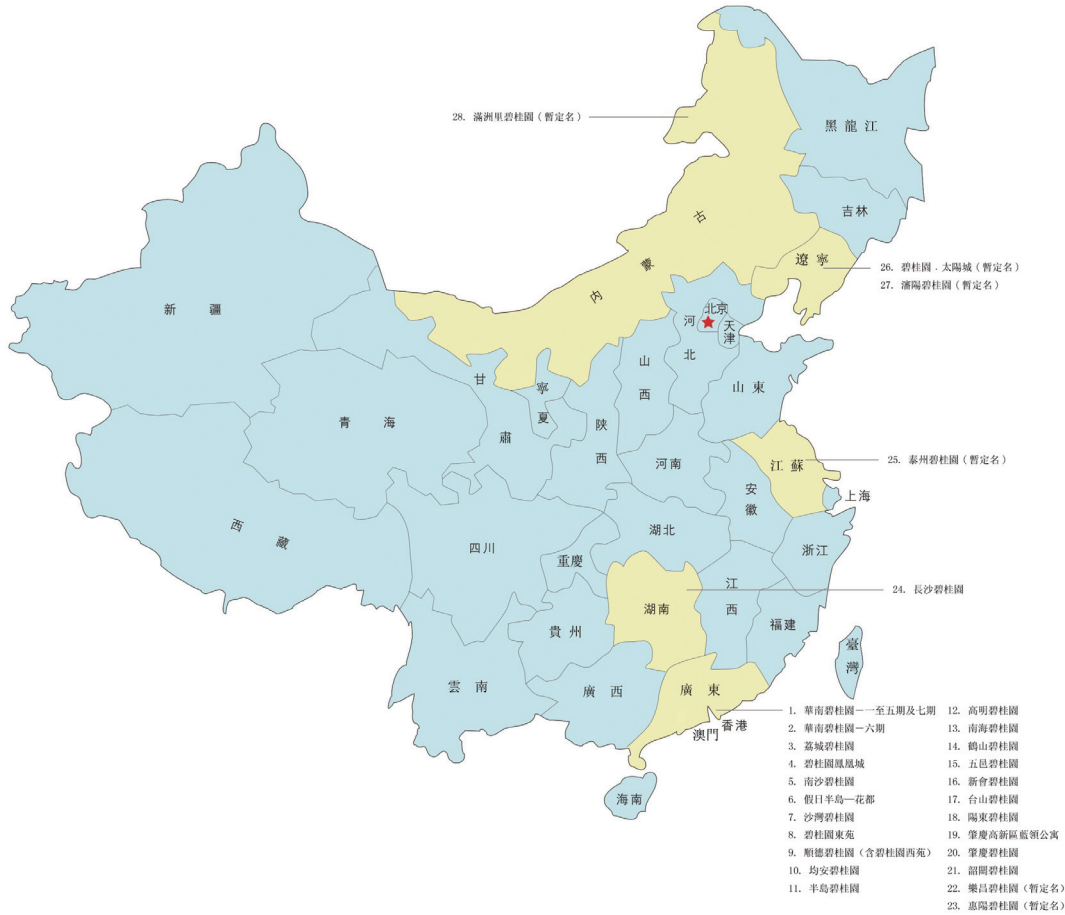 28. 滿洲里碧桂園（暫定名）
黑龍江
吉林
遼寧
26. 碧桂園．太陽城（暫定名）
27. 瀋陽碧桂園（暫定名）
內蒙古
新疆
北京
天津
河北
山西
山東
甘肅
寧夏
青海
陝西
河南
江蘇
25. 泰州碧桂園（暫定名）
安徽
上海
西藏
四川
重慶
湖北
浙江
24. 長沙碧桂園
湖南
江西
福建
貴州
臺灣
雲南
廣西
廣東
香港
澳門
海南
1. 華南碧桂園－一至五期及七期
2. 華南碧桂園－六期
3. 荔城碧桂園
4. 碧桂園鳳凰城
5. 南沙碧桂園
6. 假日半島—花都
7. 沙灣碧桂園
8. 碧桂園東苑
9. 順德碧桂園（含碧桂園西苑）
10. 均安碧桂園
11. 半島碧桂園
12. 高明碧桂園
13. 南海碧桂園
14. 鶴山碧桂園
15. 五邑碧桂園
16. 新會碧桂園
17. 台山碧桂園
18. 陽東碧桂園
19. 肇慶高新區藍領公寓
20. 肇慶碧桂園
21. 韶關碧桂園
22. 樂昌碧桂園（暫定名）
23. 惠陽碧桂園（暫定名）